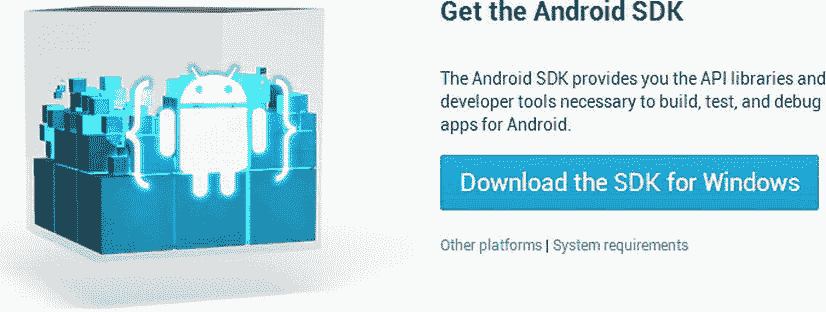 Get the Android SDK
The Android SDK provides you the API libraries and
developer tools necessary to build, test, and debug
apps for Android.
Download the SDK for Windows
Other platforms | System requirements